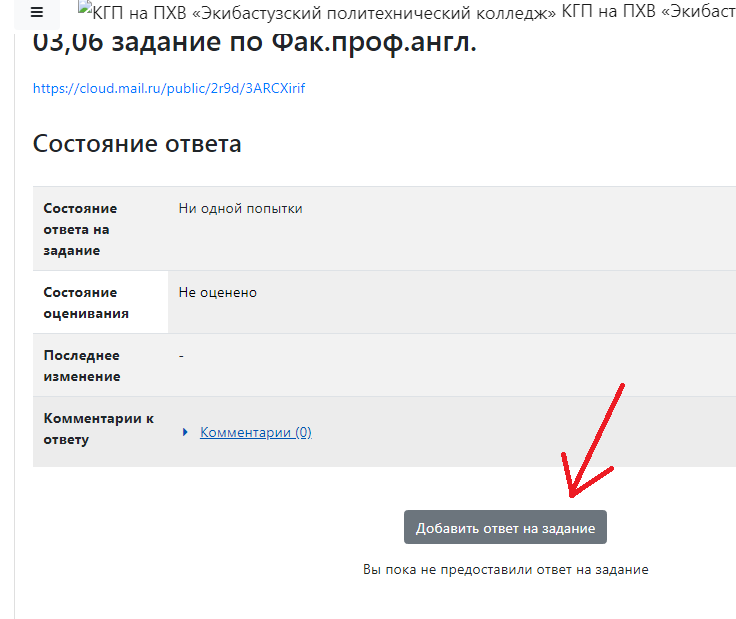 КГП на ПХВ «Экибастузский политехнический колледж» КГП на ПХВ «Экибаст
03,06 задание по Фак.проф.англ.
https://cloud.mail.ru/public/2r9d/3ARCXirif
Состояние ответа
Состояние ответа на задание
Ни одной попытки
Состояние оценивания
Не оценено
Последнее изменение
-
Комментарии к ответу
Комментарии (0)
Добавить ответ на задание
Вы пока не предоставили ответ на задание